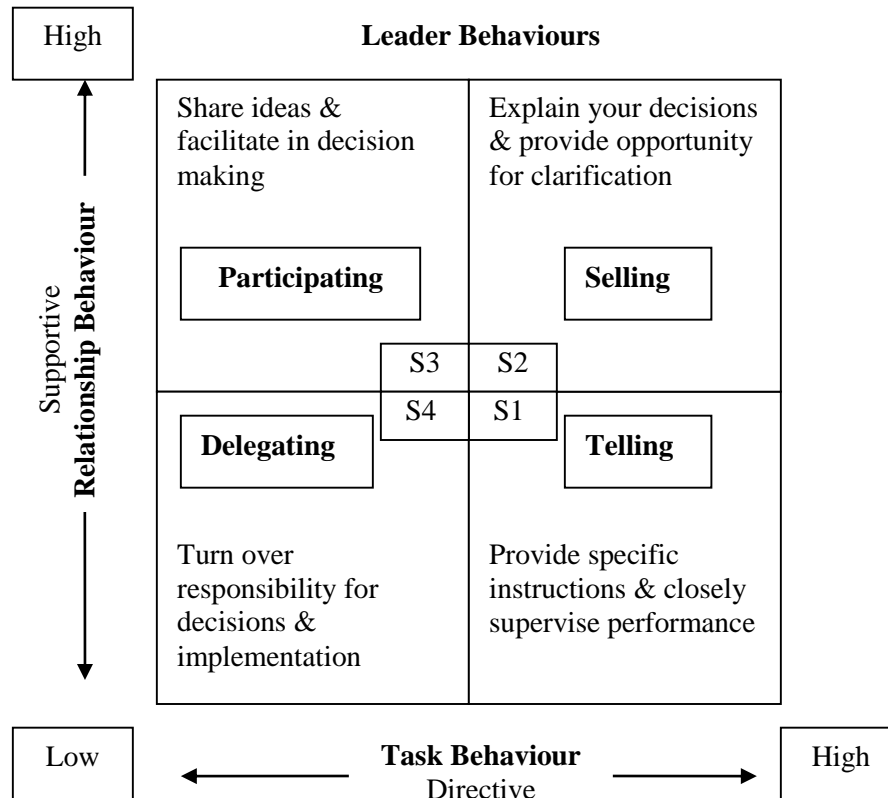 High
Leader Behaviours
Share ideas &
facilitate in decision
making
Explain your decisions
& provide opportunity
for clarification
Participating
Selling
Supportive
Relationship Behaviour
S3
S2
S4
S1
Delegating
Telling
Turn over
responsibility for
decisions &
implementation
Provide specific
instructions & closely
supervise performance
Low
Task Behaviour
Directive
High